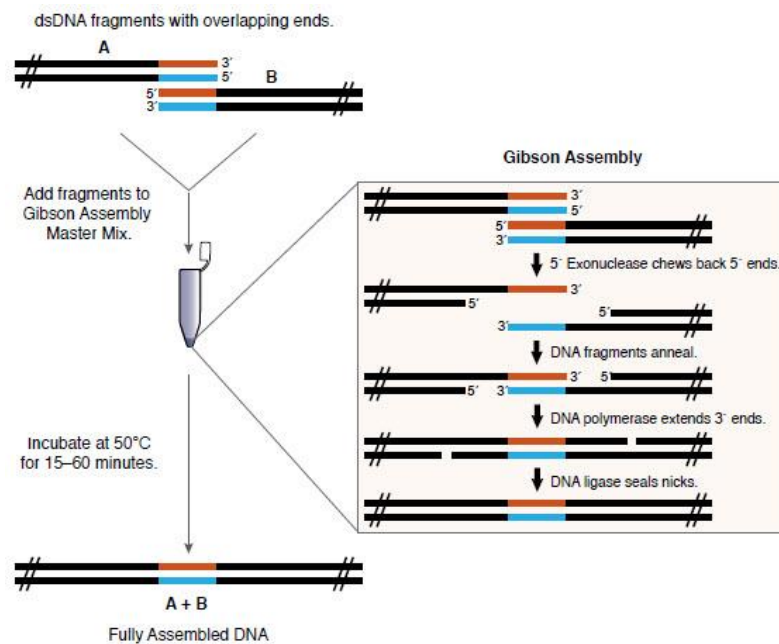 dsDNA fragments with overlapping ends.
A
3´
5´
B
5´
3´
Add fragments to
Gibson Assembly
Master Mix.
Incubate at 50°C
for 15–60 minutes.
A + B
Fully Assembled DNA
Gibson Assembly
3´
5´
5´
3´
5´ Exonuclease chews back 5´ ends.
3´
5´
5´
3´
DNA fragments anneal.
3´ 5´
5´ 3´
DNA polymerase extends 3´ ends.
DNA ligase seals nicks.